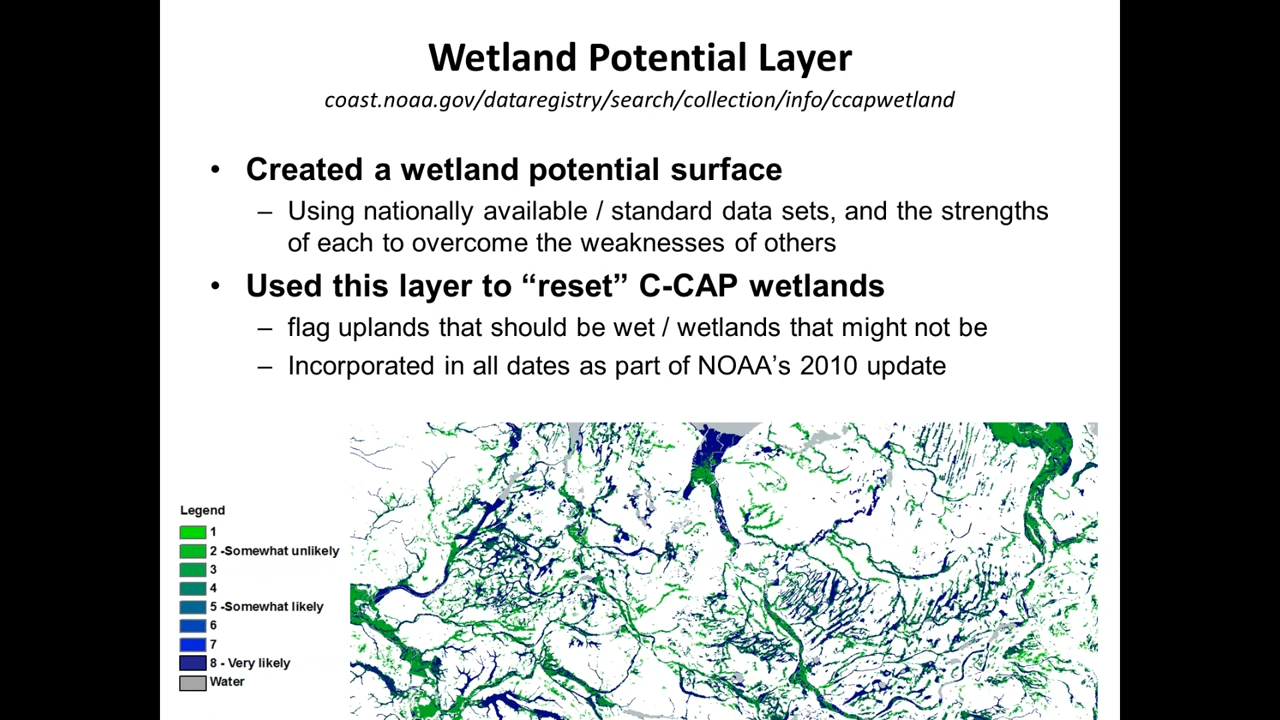 Wetland Potential Layer
coast.noaa.gov/dataregistry/search/collection/info/ccapwetland
• Created a wetland potential surface
– Using nationally available / standard data sets, and the strengths
of each to overcome the weaknesses of others
• Used this layer to “reset” C-CAP wetlands
– flag uplands that should be wet / wetlands that might not be
– Incorporated in all dates as part of NOAA’s 2010 update
Legend
1
2 -Somewhat unlikely
3
4
5 -Somewhat likely
6
7
8 - Very likely
Water